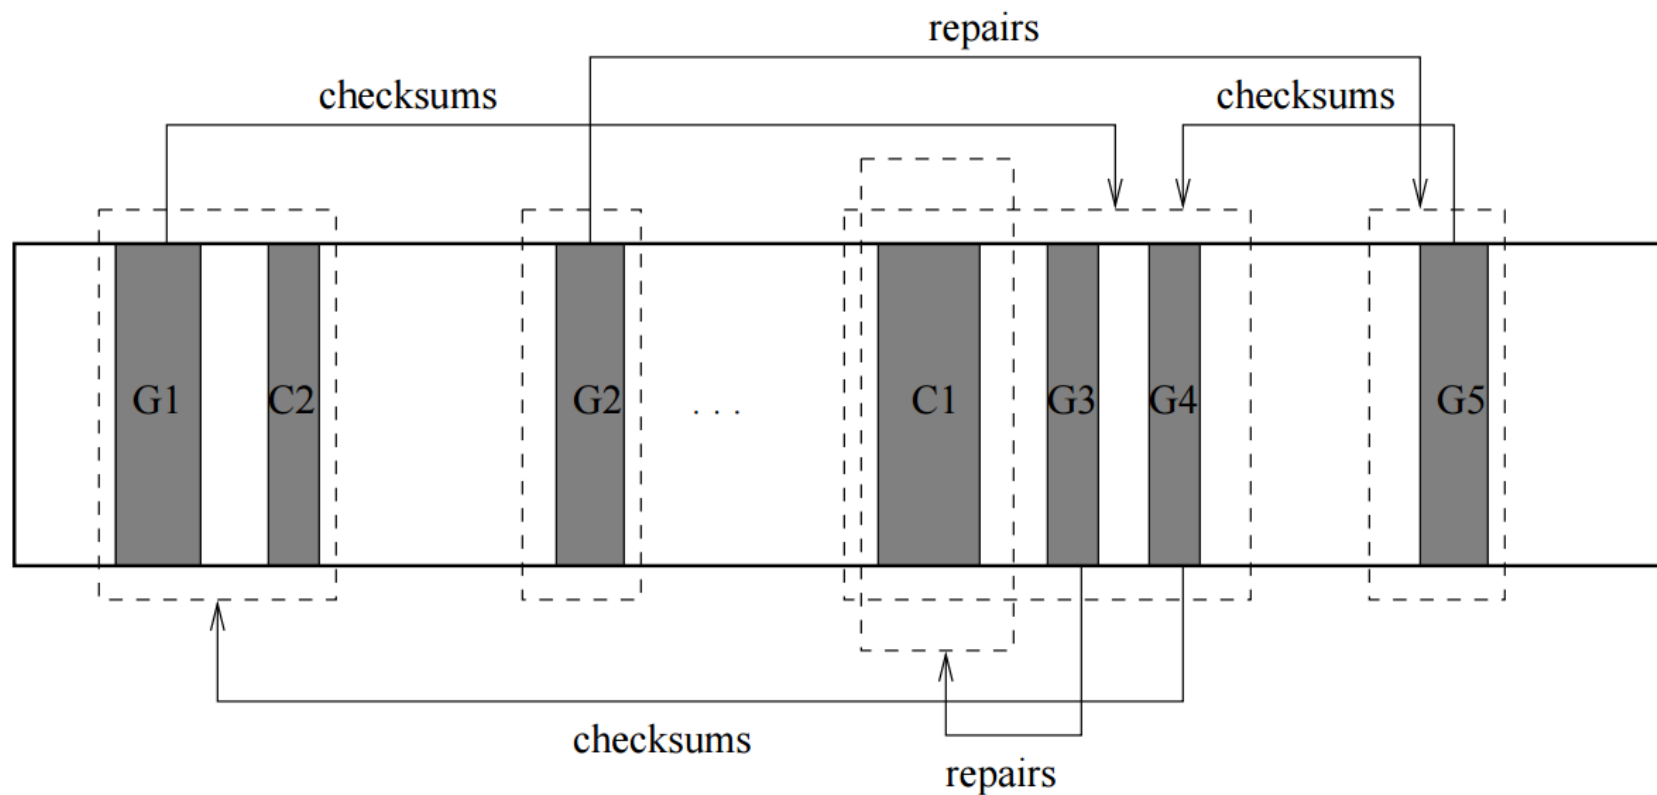 repairs
checksums
checksums
G1
C2
G2
. . .
C1
G3
G4
G5
checksums
repairs